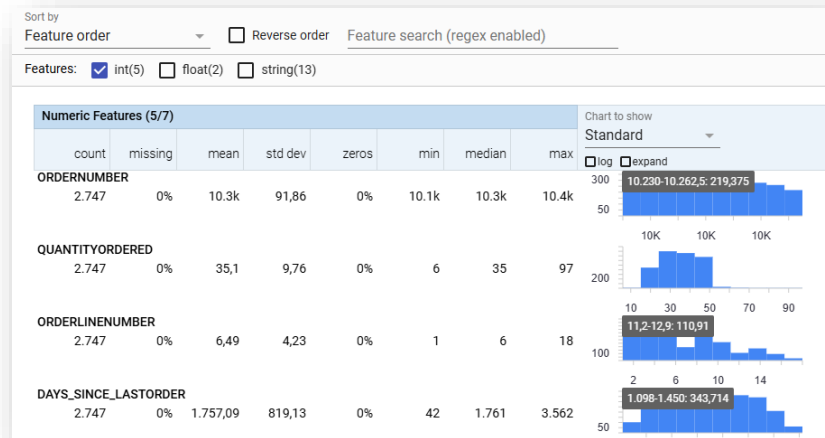 Sort by
Feature order
Reverse order
Feature search (regex enabled)
Features: int(5) float(2) string(13)
Numeric Features (5/7)
Chart to show
Standard
count missing mean std dev zeros min median max
log expand
ORDERNUMBER
2.747 0% 10.3k 91,86 0% 10.1k 10.3k 10.4k
300
10.230-10.262,5: 219,375
50
10K 10K 10K
QUANTITYORDERED
2.747 0% 35,1 9,76 0% 6 35 97
200
10 30 50 70 90
ORDERLINENUMBER
2.747 0% 6,49 4,23 0% 1 6 18
11,2-12,9: 110,91
100
2 6 10 14
DAYS_SINCE_LASTORDER
2.747 0% 1.757,09 819,13 0% 42 1.761 3.562
1.098-1.450: 343,714
50